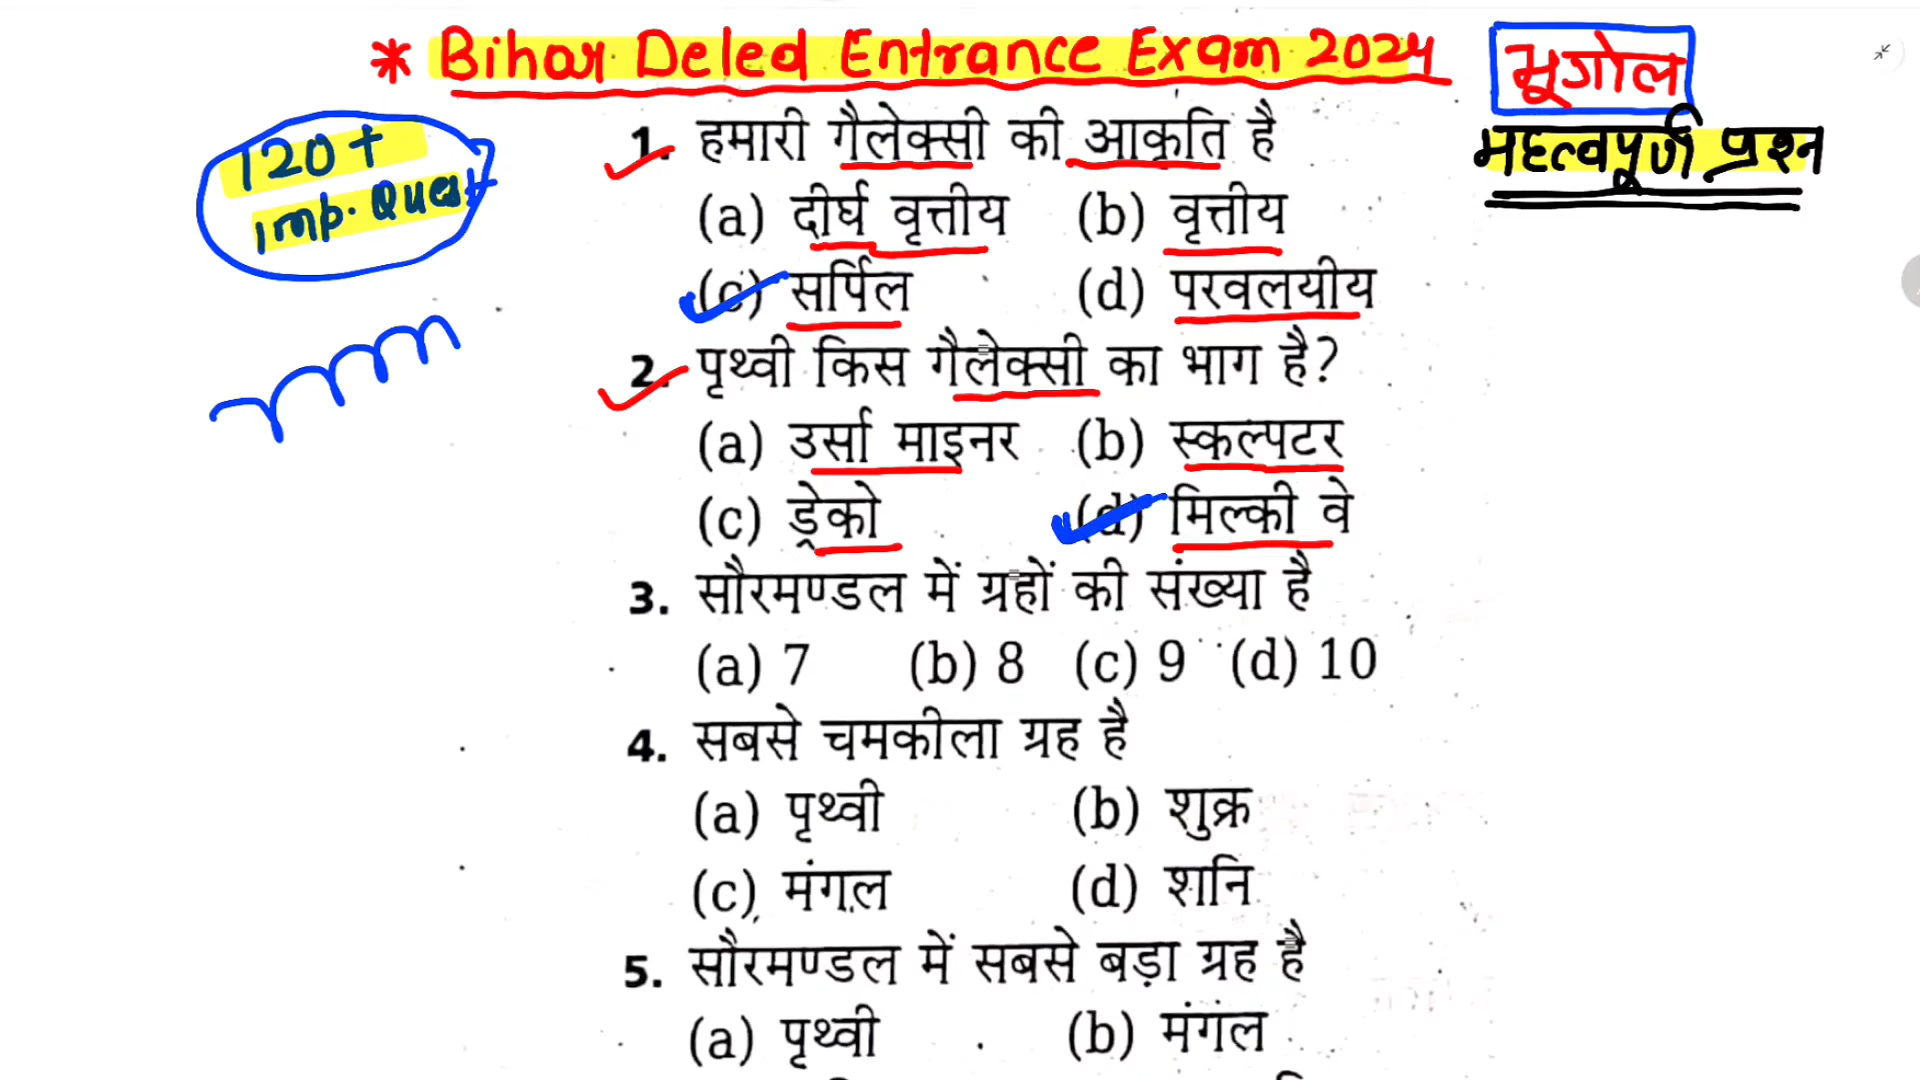 * Bihar Deled Entrance Exam 2024
भूगोल
महत्वपूर्ण प्रश्न
120+
imp. Quest
1. हमारी गैलेक्सी की आकृति है
(a) दीर्घ वृत्तीय (b) वृत्तीय
(c) सर्पिल (d) परवलयीय
2. पृथ्वी किस गैलेक्सी का भाग है?
(a) उर्सा माइनर (b) स्कल्पटर
(c) ड्रेको (d) मिल्की वे
3. सौरमण्डल में ग्रहों की संख्या है
(a) 7 (b) 8 (c) 9 (d) 10
4. सबसे चमकीला ग्रह है
(a) पृथ्वी (b) शुक्र
(c) मंगल (d) शनि
5. सौरमण्डल में सबसे बड़ा ग्रह है
(a) पृथ्वी (b) मंगल